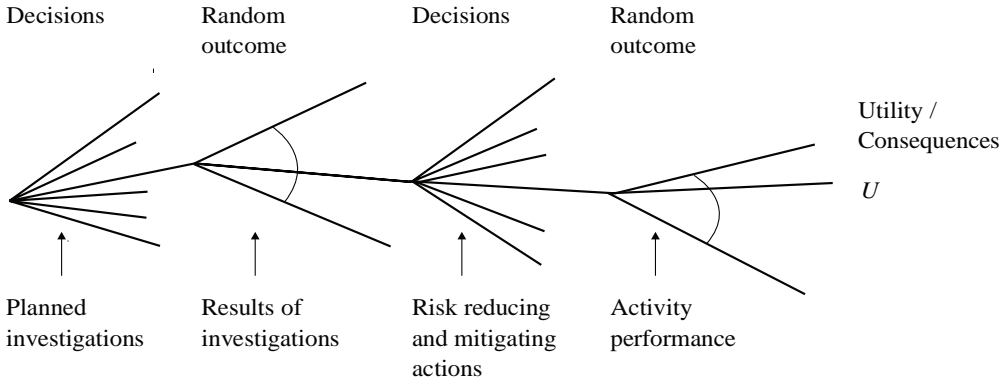 Decisions
Random
outcome
Decisions
Random
outcome
Utility /
Consequences
U
Planned
investigations
Results of
investigations
Risk reducing
and mitigating
actions
Activity
performance